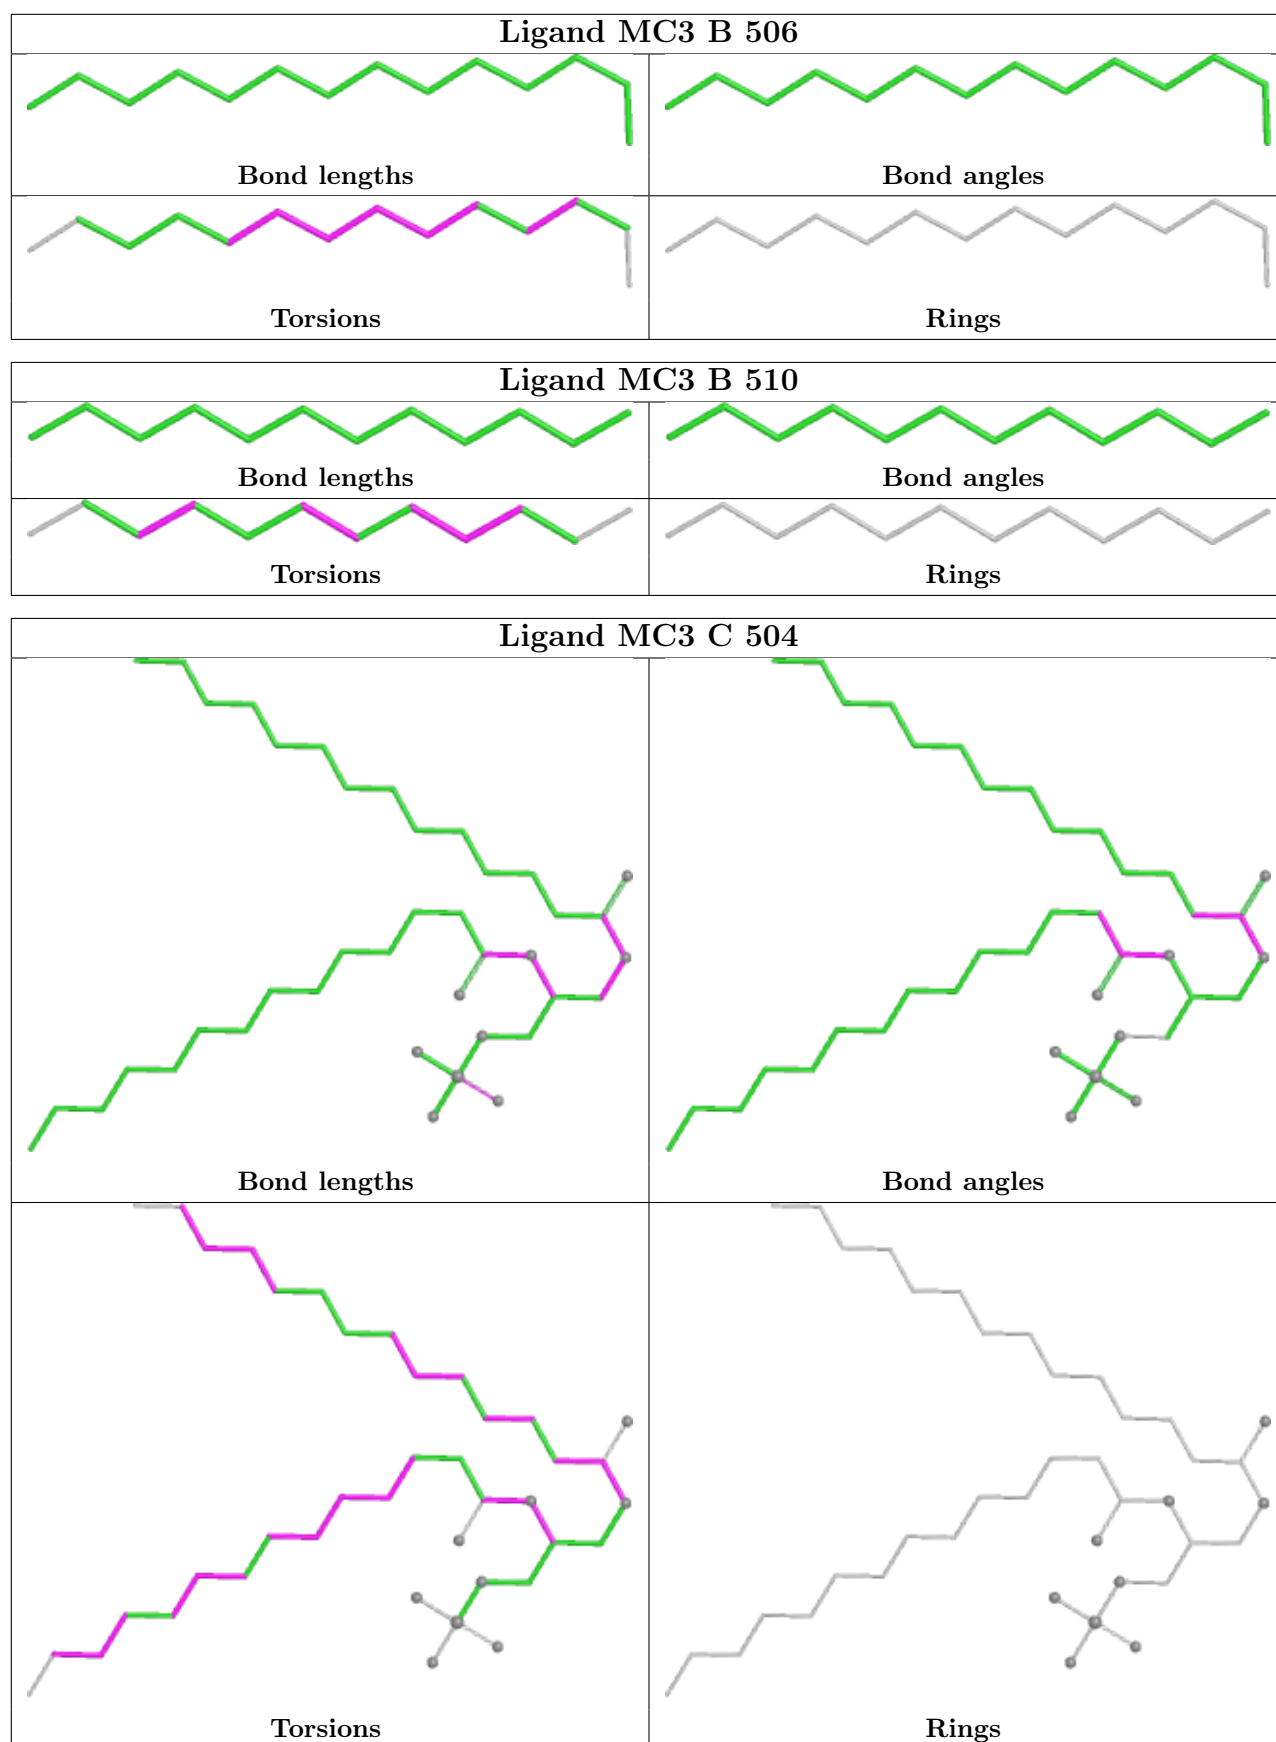 Ligand MC3 B 506
Bond lengths
Bond angles
Torsions
Rings
Ligand MC3 B 510
Bond lengths
Bond angles
Torsions
Rings
Ligand MC3 C 504
Bond lengths
Bond angles
Torsions
Rings